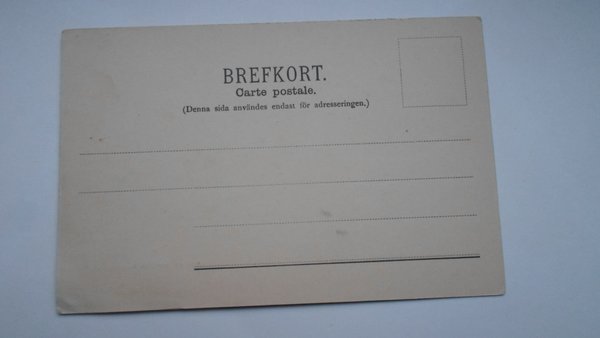 BREFKORT.
Carte postale.
(Denna sida användes endast för adresseringen.)